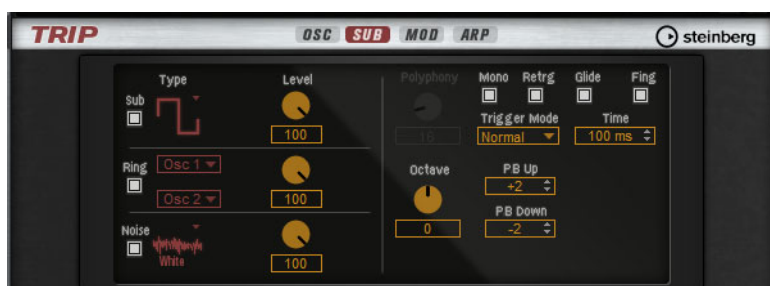 TRIP OSC SUB MOD ARP steinberg
Type Level Polyphony Mono Retrg Glide Fing
Sub
Trigger Mode Time
100 16 Normal 100 ms
Ring Osc 1 Octave PB Up
+2
Osc 2 100 PB Down
Noise 0 -2
White 100